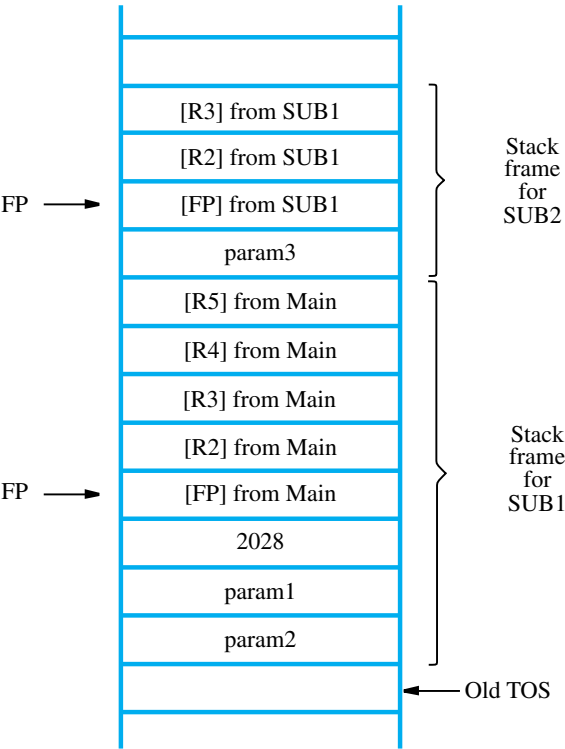 [R3] from SUB1
[R2] from SUB1
FP
[FP] from SUB1
param3
Stack
frame
for
SUB2
[R5] from Main
[R4] from Main
[R3] from Main
[R2] from Main
FP
[FP] from Main
2028
param1
param2
Stack
frame
for
SUB1
Old TOS